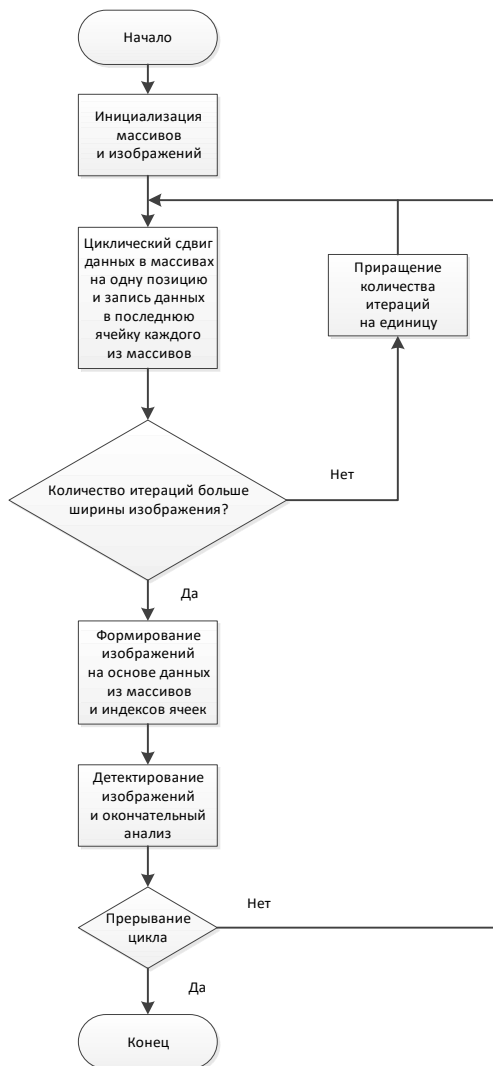 Начало
Инициализация
массивов
и изображений
Циклический сдвиг
данных в массивах
на одну позицию
и запись данных
в последнюю
ячейку каждого
из массивов
Приращение
количества
итераций
на единицу
Количество итераций больше
ширины изображения?
Нет
Да
Формирование
изображений
на основе данных
из массивов
и индексов ячеек
Детектирование
изображений
и окончательный
анализ
Прерывание
цикла
Нет
Да
Конец